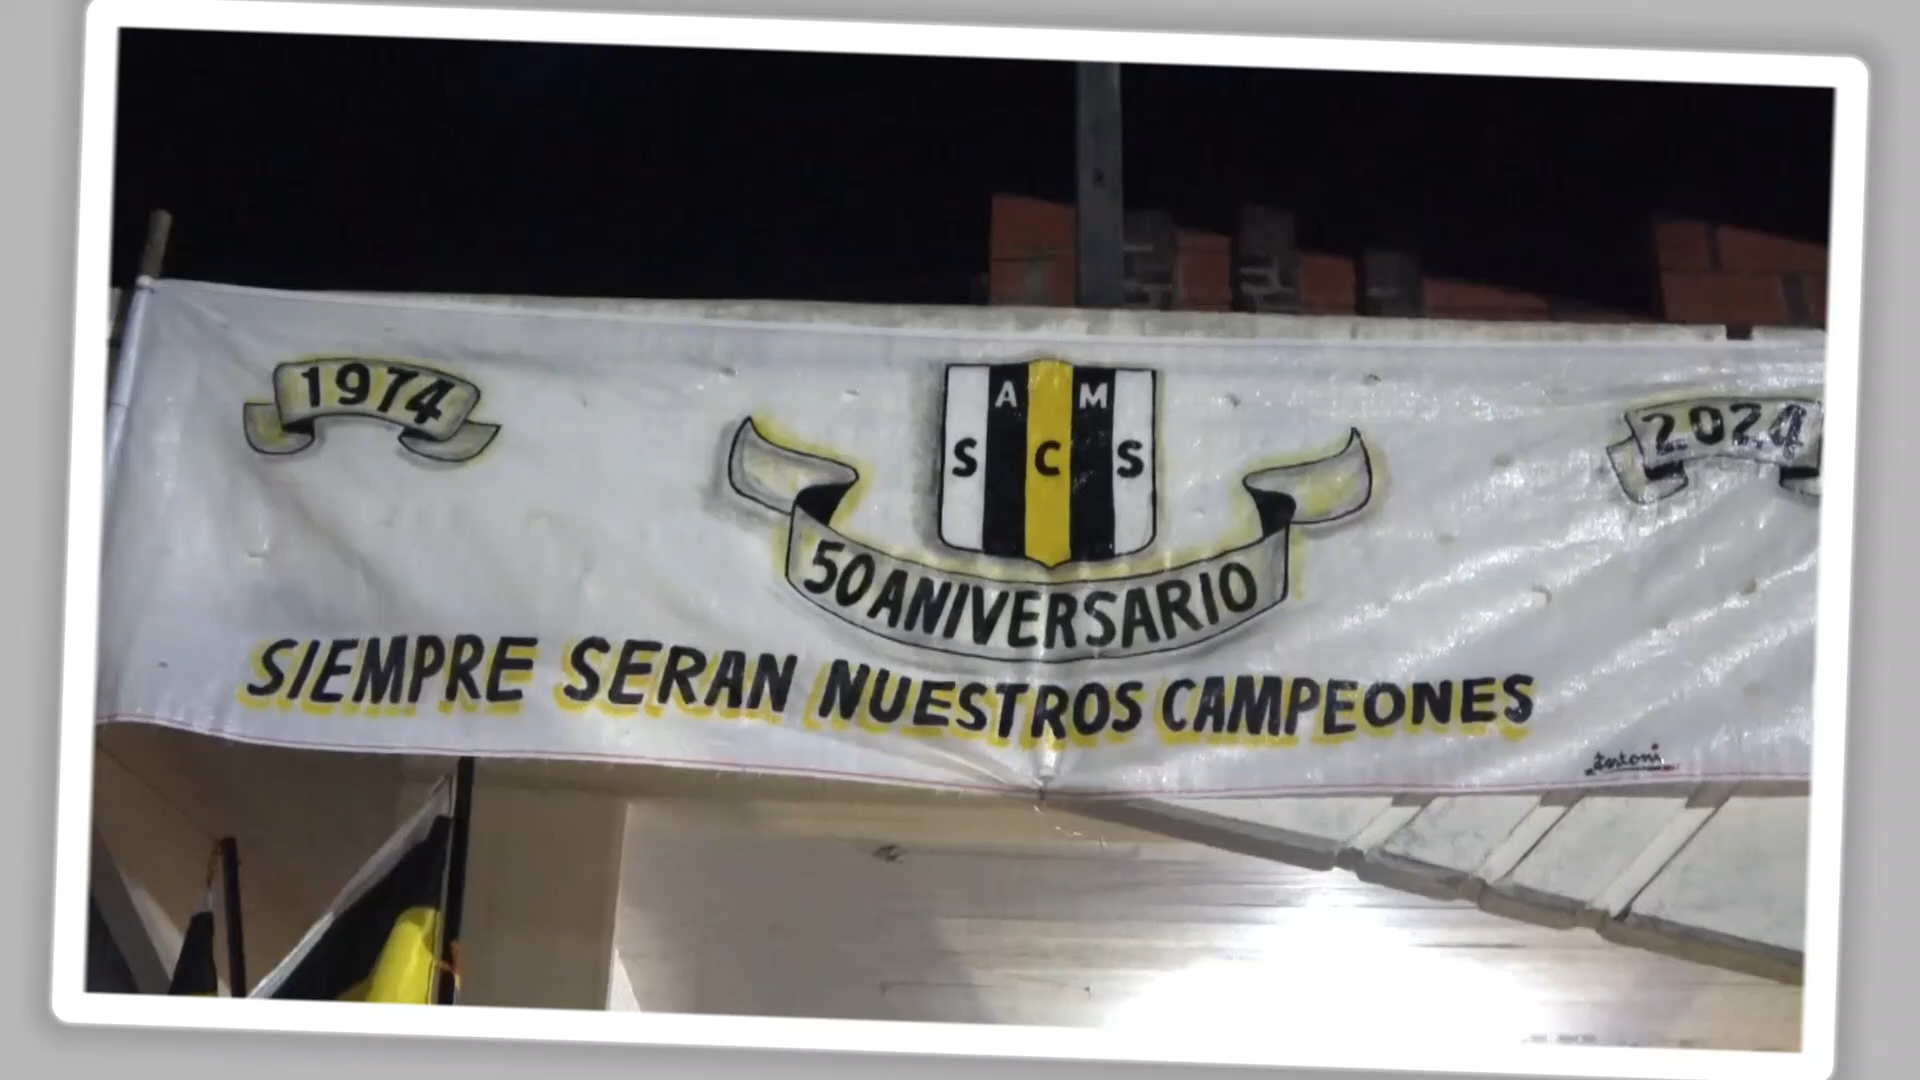 1974
A M
S C S
2024
50 ANIVERSARIO
SIEMPRE SERAN NUESTROS CAMPEONES